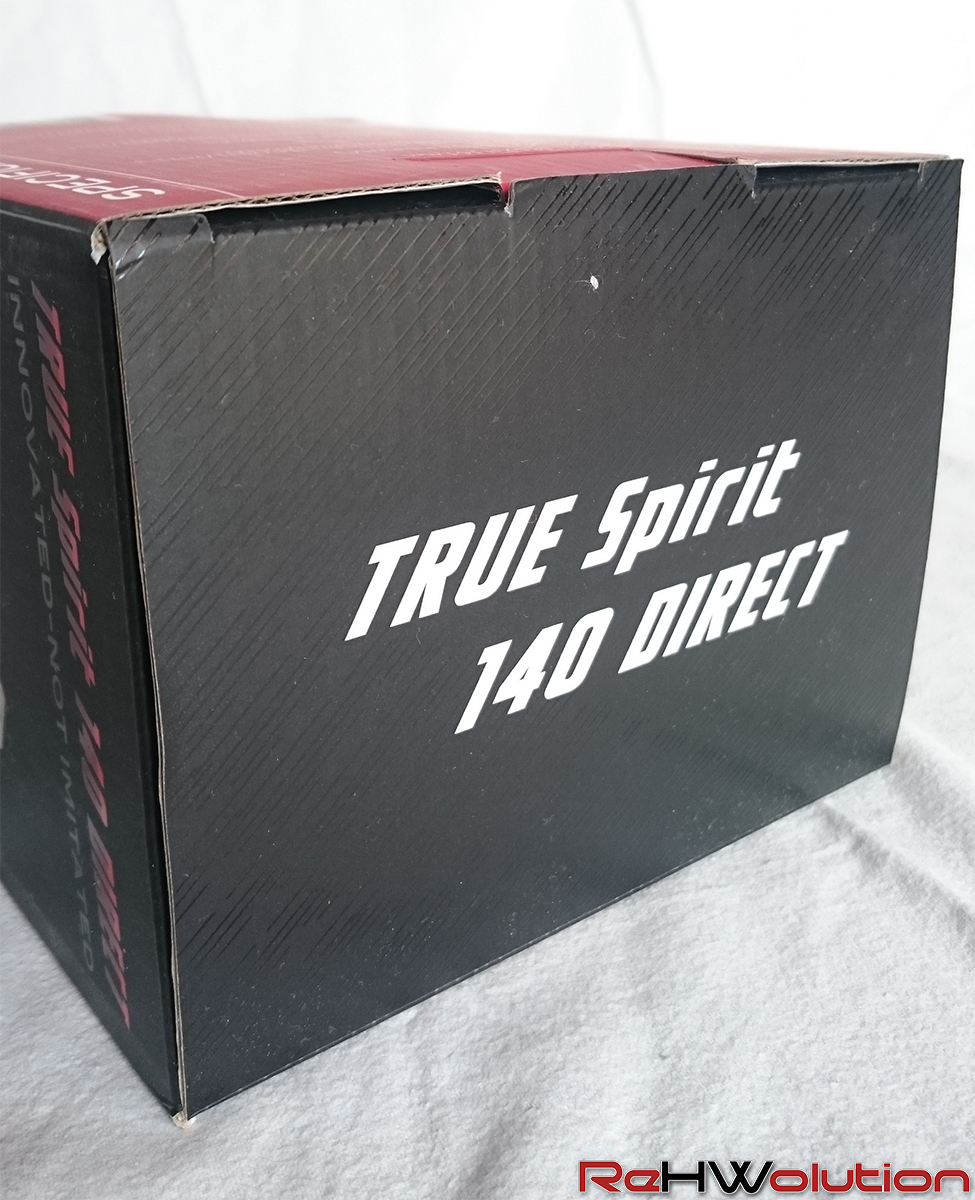 TRUE Spirit
140 DIRECT
TRUE Spirit 140 DIRECT
INNOVATED-NOT IMITATED
ReHWolution